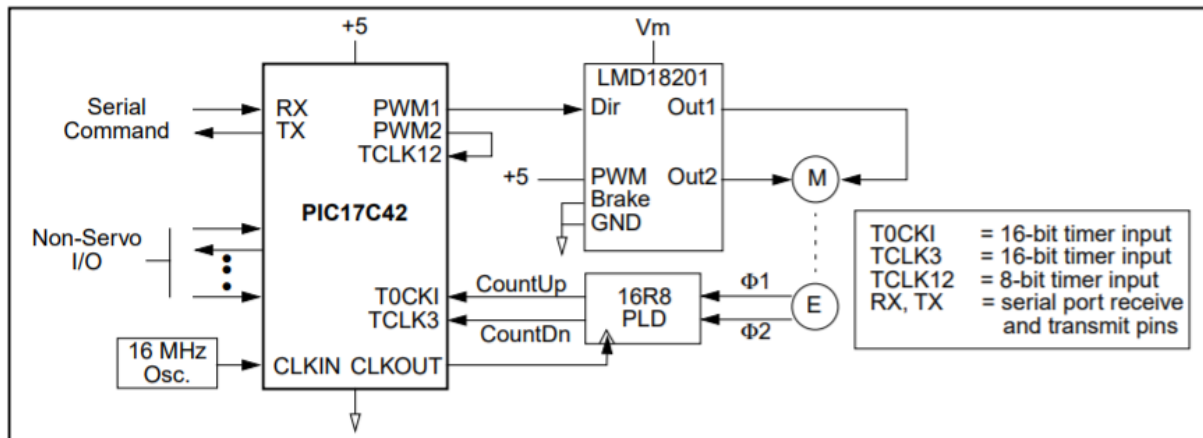 +5
Vm
Serial
Command
RX
TX
PWM1
PWM2
TCLK12
LMD18201
Dir
Out1
+5
PWM
Out2
Brake
GND
M
PIC17C42
Non-Servo
I/O
T0CKI
TCLK3
CountUp
CountDn
16R8
PLD
Φ1
Φ2
E
16 MHz
Osc.
CLKIN
CLKOUT
T0CKI = 16-bit timer input
TCLK3 = 16-bit timer input
TCLK12 = 8-bit timer input
RX, TX = serial port receive
and transmit pins